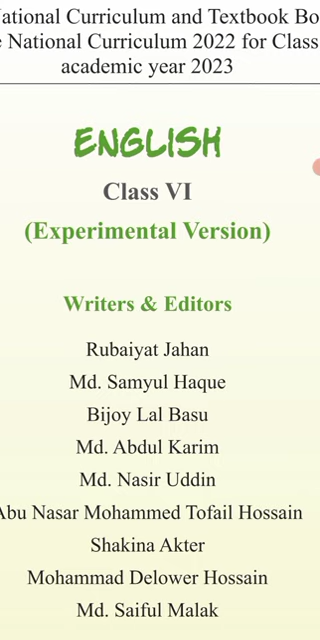 National Curriculum and Textbook Bo
e National Curriculum 2022 for Class
academic year 2023
ENGLISH
Class VI
(Experimental Version)
Writers & Editors
Rubaiyat Jahan
Md. Samyul Haque
Bijoy Lal Basu
Md. Abdul Karim
Md. Nasir Uddin
Abu Nasar Mohammed Tofail Hossain
Shakina Akter
Mohammad Delower Hossain
Md. Saiful Malak